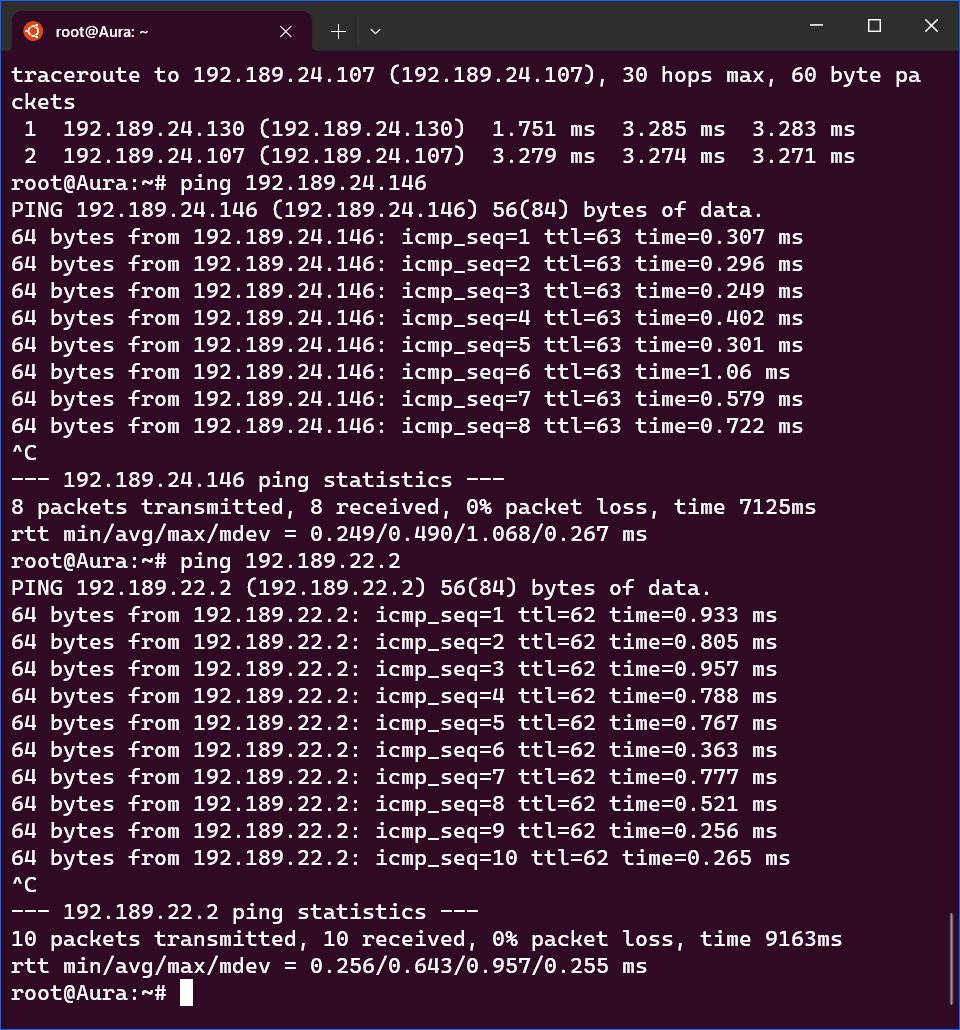 root@Aura: ~
traceroute to 192.189.24.107 (192.189.24.107), 30 hops max, 60 byte pa
ckets
 1  192.189.24.130 (192.189.24.130)  1.751 ms  3.285 ms  3.283 ms
 2  192.189.24.107 (192.189.24.107)  3.279 ms  3.274 ms  3.271 ms
root@Aura:~# ping 192.189.24.146
PING 192.189.24.146 (192.189.24.146) 56(84) bytes of data.
64 bytes from 192.189.24.146: icmp_seq=1 ttl=63 time=0.307 ms
64 bytes from 192.189.24.146: icmp_seq=2 ttl=63 time=0.296 ms
64 bytes from 192.189.24.146: icmp_seq=3 ttl=63 time=0.249 ms
64 bytes from 192.189.24.146: icmp_seq=4 ttl=63 time=0.402 ms
64 bytes from 192.189.24.146: icmp_seq=5 ttl=63 time=0.301 ms
64 bytes from 192.189.24.146: icmp_seq=6 ttl=63 time=1.06 ms
64 bytes from 192.189.24.146: icmp_seq=7 ttl=63 time=0.579 ms
64 bytes from 192.189.24.146: icmp_seq=8 ttl=63 time=0.722 ms
^C
--- 192.189.24.146 ping statistics ---
8 packets transmitted, 8 received, 0% packet loss, time 7125ms
rtt min/avg/max/mdev = 0.249/0.490/1.068/0.267 ms
root@Aura:~# ping 192.189.22.2
PING 192.189.22.2 (192.189.22.2) 56(84) bytes of data.
64 bytes from 192.189.22.2: icmp_seq=1 ttl=62 time=0.933 ms
64 bytes from 192.189.22.2: icmp_seq=2 ttl=62 time=0.805 ms
64 bytes from 192.189.22.2: icmp_seq=3 ttl=62 time=0.957 ms
64 bytes from 192.189.22.2: icmp_seq=4 ttl=62 time=0.788 ms
64 bytes from 192.189.22.2: icmp_seq=5 ttl=62 time=0.767 ms
64 bytes from 192.189.22.2: icmp_seq=6 ttl=62 time=0.363 ms
64 bytes from 192.189.22.2: icmp_seq=7 ttl=62 time=0.777 ms
64 bytes from 192.189.22.2: icmp_seq=8 ttl=62 time=0.521 ms
64 bytes from 192.189.22.2: icmp_seq=9 ttl=62 time=0.256 ms
64 bytes from 192.189.22.2: icmp_seq=10 ttl=62 time=0.265 ms
^C
--- 192.189.22.2 ping statistics ---
10 packets transmitted, 10 received, 0% packet loss, time 9163ms
rtt min/avg/max/mdev = 0.256/0.643/0.957/0.255 ms
root@Aura:~#